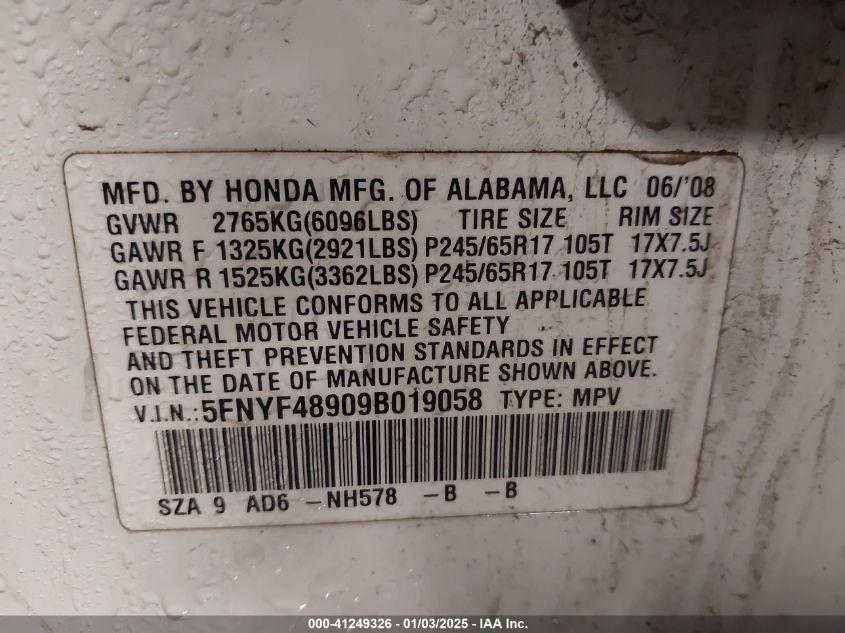 MFD. BY HONDA MFG. OF ALABAMA, LLC 06/'08
GVWR 2765KG(6096LBS) TIRE SIZE RIM SIZE
GAWR F 1325KG(2921LBS) P245/65R17 105T 17X7.5J
GAWR R 1525KG(3362LBS) P245/65R17 105T 17X7.5J
THIS VEHICLE CONFORMS TO ALL APPLICABLE
FEDERAL MOTOR VEHICLE SAFETY
AND THEFT PREVENTION STANDARDS IN EFFECT
ON THE DATE OF MANUFACTURE SHOWN ABOVE.
V.I.N.: 5FNYF48909B019058 TYPE: MPV
SZA 9 AD6 -NH578 -B -B
000-41249326 - 01/03/2025 - IAA Inc.